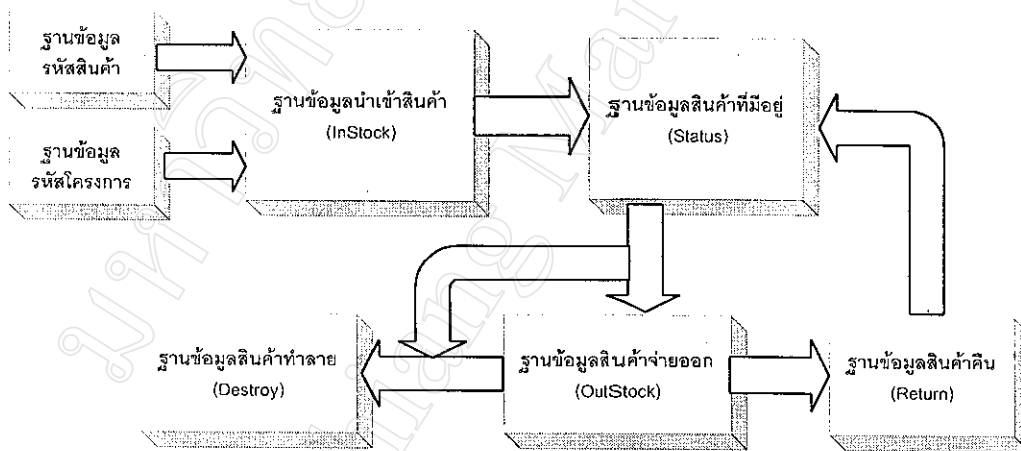 ฐานข้อมูล
รหัสสินค้า
ฐานข้อมูล
รหัสโครงการ
ฐานข้อมูลนำเข้าสินค้า
(InStock)
ฐานข้อมูลสินค้าที่มีอยู่
(Status)
ฐานข้อมูลสินค้าทำลาย
(Destroy)
ฐานข้อมูลสินค้าจ่ายออก
(OutStock)
ฐานข้อมูลสินค้าคืน
(Return)